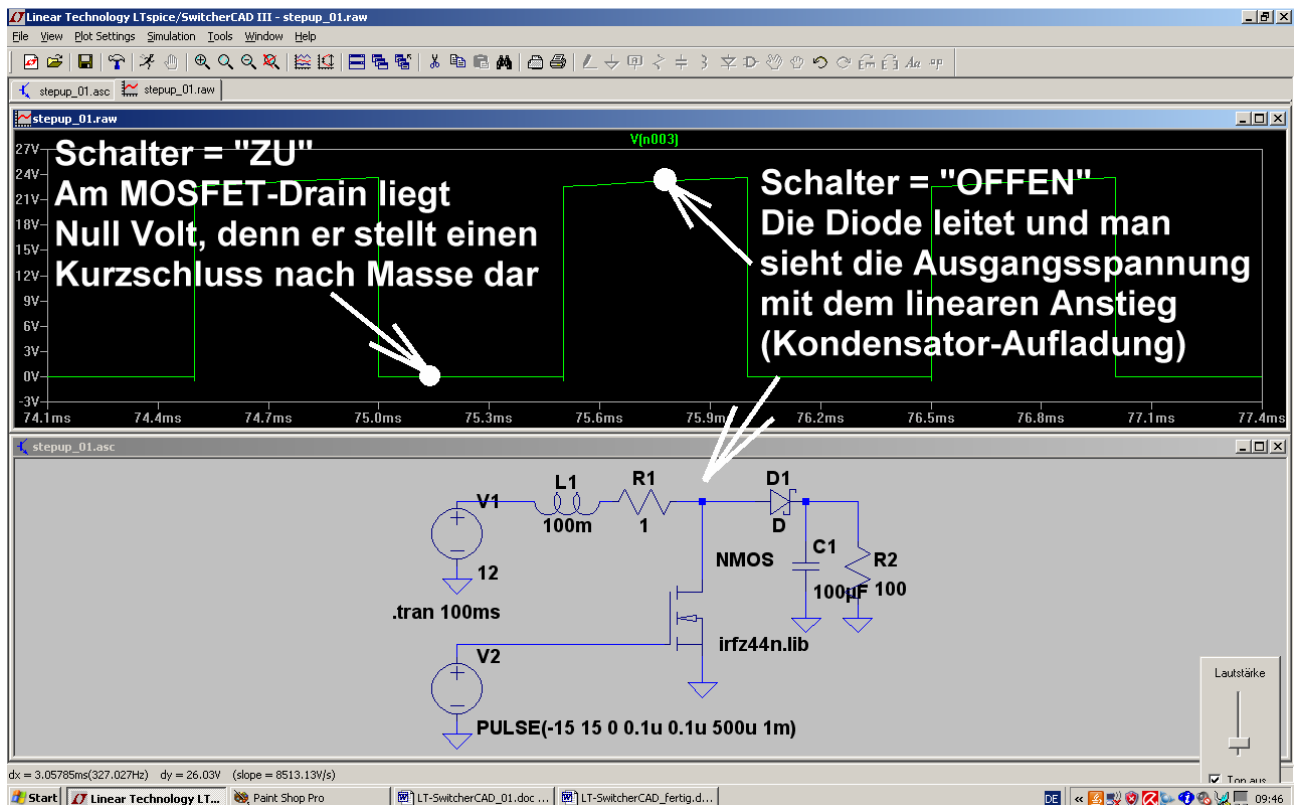 Linear Technology LTspice/SwitcherCAD III - stepup_01.raw
File View Plot Settings Simulation Tools Window Help
stepup_01.asc stepup_01.raw
stepup_01.raw
V(n003)
27V
24V
21V
18V
15V
12V
9V
6V
3V
0V
-3V
Schalter = "ZU"
Am MOSFET-Drain liegt
Null Volt, denn er stellt einen
Kurzschluss nach Masse dar
Schalter = "OFFEN"
Die Diode leitet und man
sieht die Ausgangsspannung
mit dem linearen Anstieg
(Kondensator-Aufladung)
74.1ms 74.4ms 74.7ms 75.0ms 75.3ms 75.6ms 75.9ms 76.2ms 76.5ms 76.8ms 77.1ms 77.4ms
stepup_01.asc
V1
12
L1
100m
R1
1
D1
D
NMOS
C1
100µF
R2
100
.tran 100ms
irfz44n.lib
V2
PULSE(-15 15 0 0.1u 0.1u 500u 1m)
Lautstärke
Ton aus
dx = 3.05785ms(327.027Hz) dy = 26.03V (slope = 8513.13V/s)
Start Linear Technology LT... Paint Shop Pro LT-SwitcherCAD_01.doc ... LT-SwitcherCAD_fertig.d... DE « 09:46